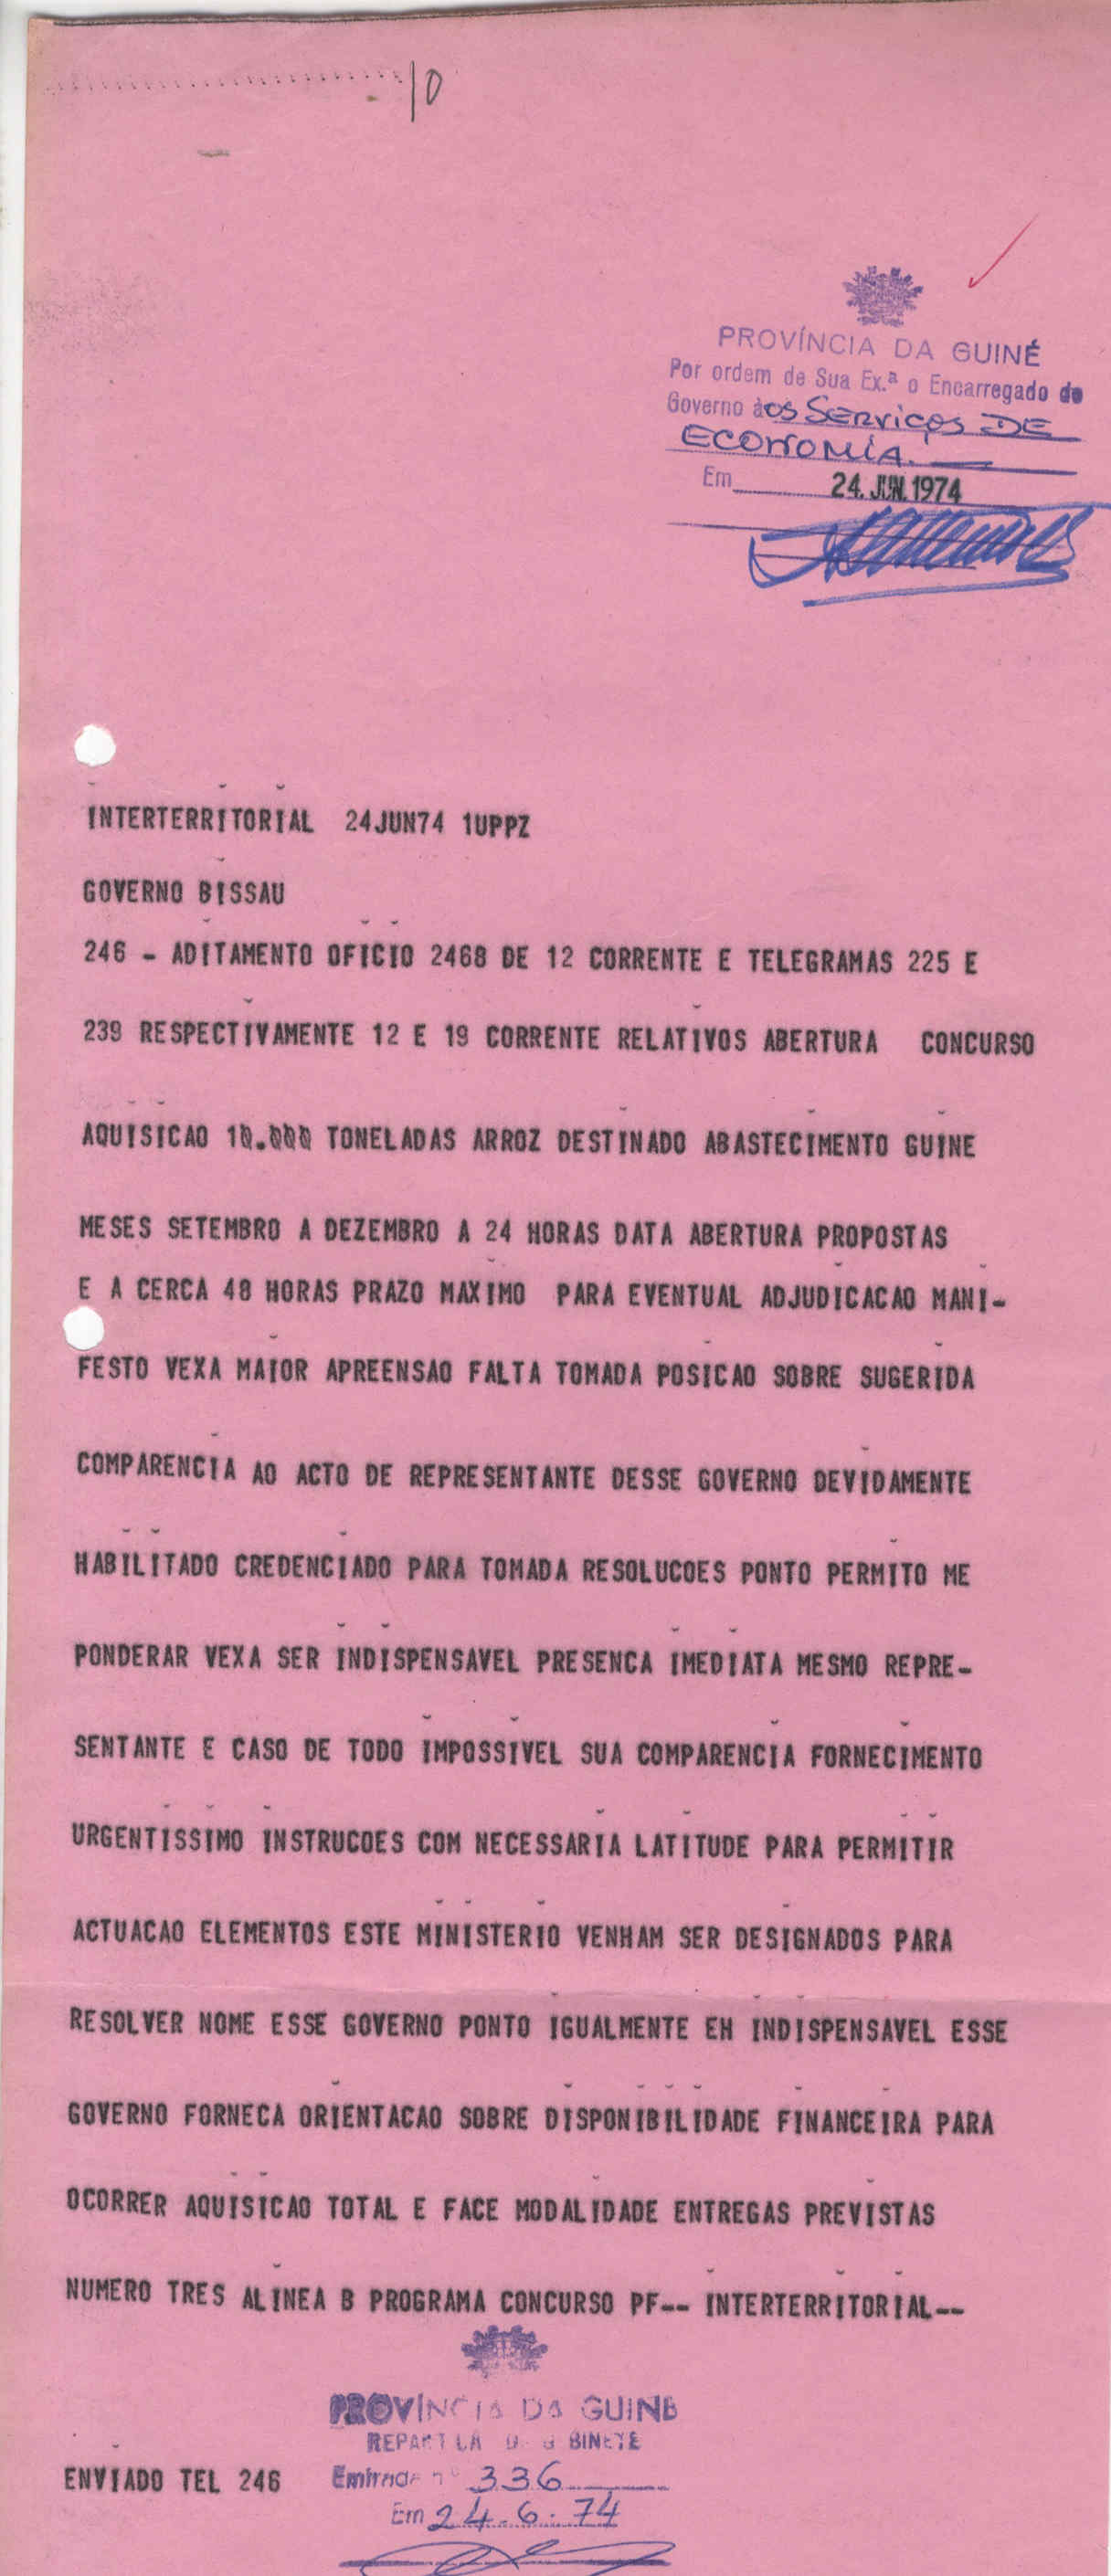 10
PROVÍNCIA DA GUINÉ
Por ordem de Sua Ex.ª o Encarregado do
Governo àos SERViços DE
ECONOMIA.
Em 24. JUN. 1974
INTERTERRITORIAL 24JUN74 1UPPZ
GOVERNO BISSAU
246 - ADITAMENTO OFICIO 2468 DE 12 CORRENTE E TELEGRAMAS 225 E
239 RESPECTIVAMENTE 12 E 19 CORRENTE RELATIVOS ABERTURA CONCURSO
AQUISICAO 10.000 TONELADAS ARROZ DESTINADO ABASTECIMENTO GUINE
MESES SETEMBRO A DEZEMBRO A 24 HORAS DATA ABERTURA PROPOSTAS
E A CERCA 48 HORAS PRAZO MAXIMO PARA EVENTUAL ADJUDICACAO MANI-
FESTO VEXA MAIOR APREENSAO FALTA TOMADA POSICAO SOBRE SUGERIDA
COMPARENCIA AO ACTO DE REPRESENTANTE DESSE GOVERNO DEVIDAMENTE
HABILITADO CREDENCIADO PARA TOMADA RESOLUCOES PONTO PERMITO ME
PONDERAR VEXA SER INDISPENSAVEL PRESENCA IMEDIATA MESMO REPRE-
SENTANTE E CASO DE TODO IMPOSSIVEL SUA COMPARENCIA FORNECIMENTO
URGENTISSIMO INSTRUCOES COM NECESSARIA LATITUDE PARA PERMITIR
ACTUACAO ELEMENTOS ESTE MINISTERIO VENHAM SER DESIGNADOS PARA
RESOLVER NOME ESSE GOVERNO PONTO IGUALMENTE EH INDISPENSAVEL ESSE
GOVERNO FORNECA ORIENTACAO SOBRE DISPONIBILIDADE FINANCEIRA PARA
OCORRER AQUISICAO TOTAL E FACE MODALIDADE ENTREGAS PREVISTAS
NUMERO TRES ALINEA B PROGRAMA CONCURSO PF-- INTERTERRITORIAL--
PROVÍNCIA DA GUINÉ
ENVIADO TEL 246
Entrada nº 336
Em 24-6-74